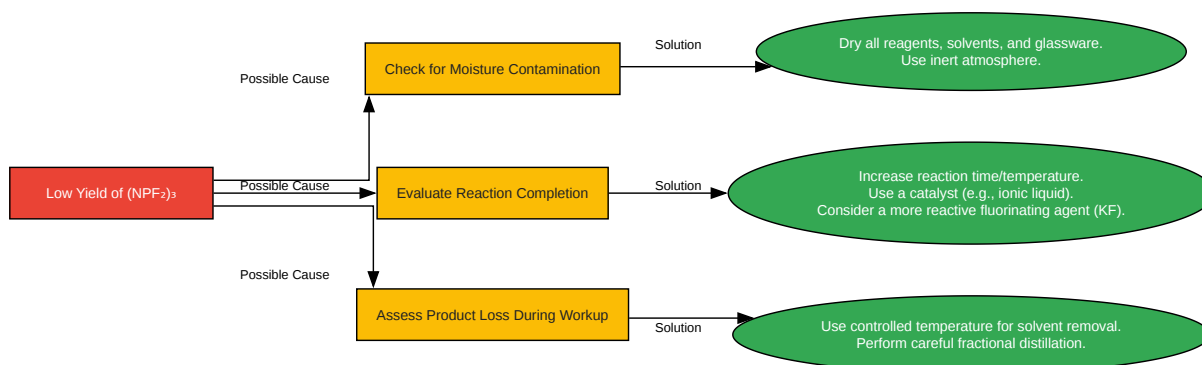 Low Yield of (NPF₂)₃
Possible Cause
Check for Moisture Contamination
Solution
Dry all reagents, solvents, and glassware.
Use inert atmosphere.
Possible Cause
Evaluate Reaction Completion
Solution
Increase reaction time/temperature.
Use a catalyst (e.g., ionic liquid).
Consider a more reactive fluorinating agent (KF).
Possible Cause
Assess Product Loss During Workup
Solution
Use controlled temperature for solvent removal.
Perform careful fractional distillation.